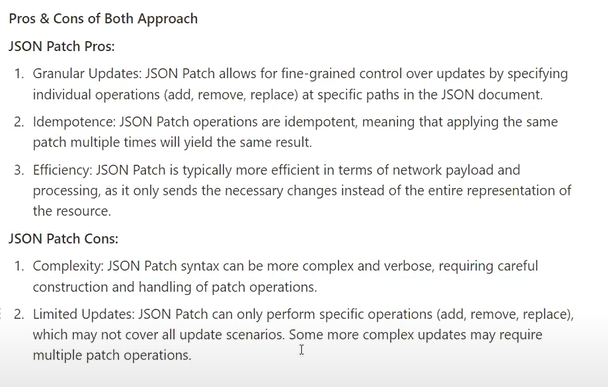 Pros & Cons of Both Approach
JSON Patch Pros:
1. Granular Updates: JSON Patch allows for fine-grained control over updates by specifying
individual operations (add, remove, replace) at specific paths in the JSON document.
2. Idempotence: JSON Patch operations are idempotent, meaning that applying the same
patch multiple times will yield the same result.
3. Efficiency: JSON Patch is typically more efficient in terms of network payload and
processing, as it only sends the necessary changes instead of the entire representation of
the resource.
JSON Patch Cons:
1. Complexity: JSON Patch syntax can be more complex and verbose, requiring careful
construction and handling of patch operations.
2. Limited Updates: JSON Patch can only perform specific operations (add, remove, replace),
which may not cover all update scenarios. Some more complex updates may require
multiple patch operations.